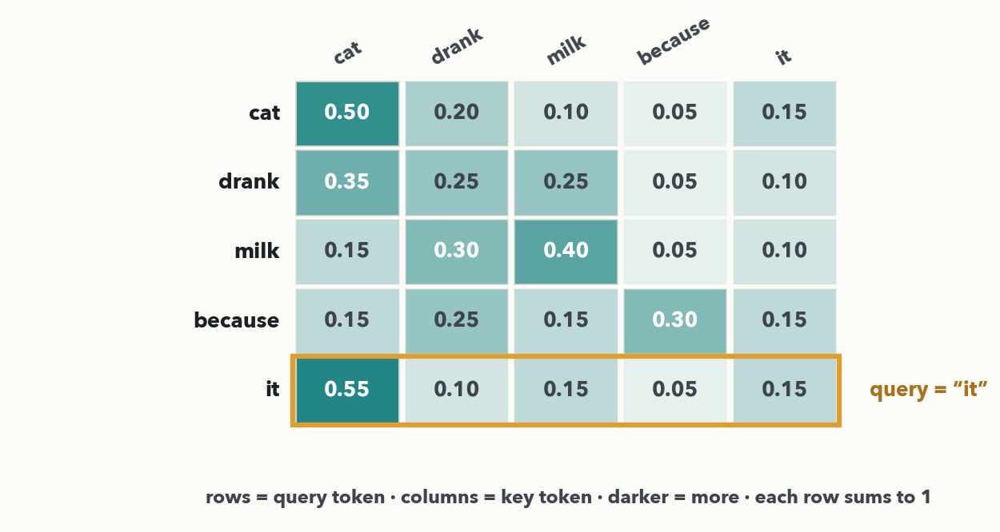 cat drank milk because it
cat 0.50 0.20 0.10 0.05 0.15
drank 0.35 0.25 0.25 0.05 0.10
milk 0.15 0.30 0.40 0.05 0.10
because 0.15 0.25 0.15 0.30 0.15
it 0.55 0.10 0.15 0.05 0.15 query = “it”
rows = query token · columns = key token · darker = more · each row sums to 1